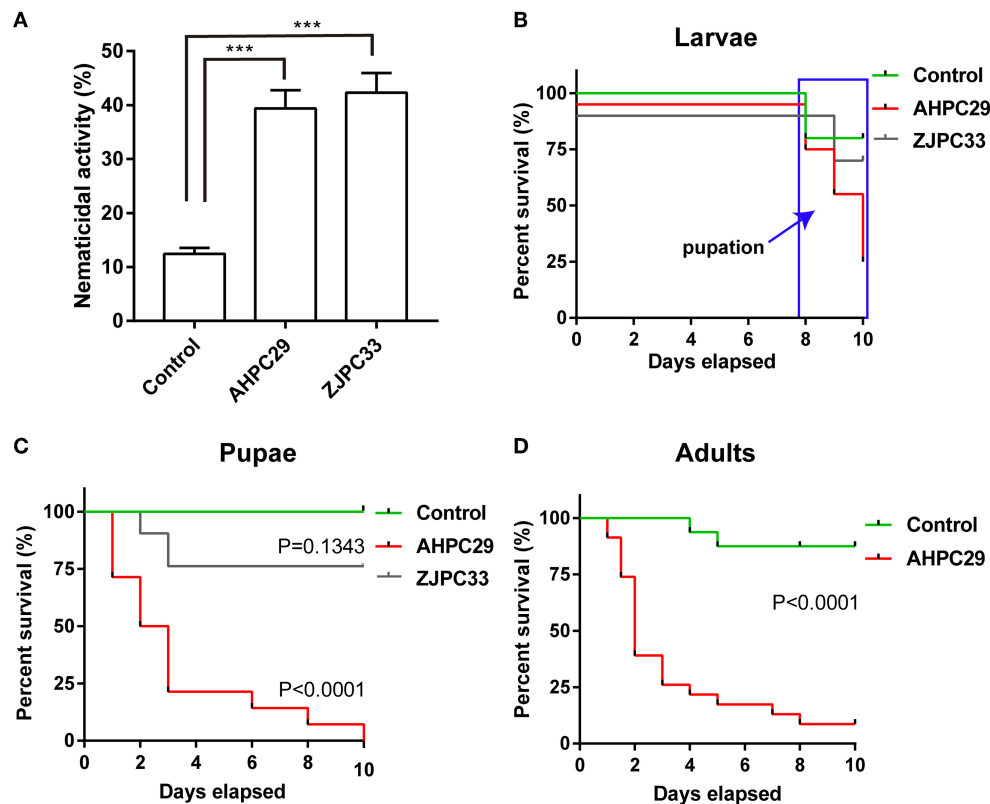 A
***
***
Nematicidal activity (%)
50
40
30
20
10
0
Control
AHPC29
ZJPC33
B
Larvae
Percent survival (%)
100
75
50
25
0
pupation
0 2 4 6 8 10
Days elapsed
Control
AHPC29
ZJPC33
C
Pupae
Percent survival (%)
100
75
50
25
0
P=0.1343
P<0.0001
0 2 4 6 8 10
Days elapsed
Control
AHPC29
ZJPC33
D
Adults
Percent survival (%)
100
75
50
25
0
P<0.0001
0 2 4 6 8 10
Days elapsed
Control
AHPC29